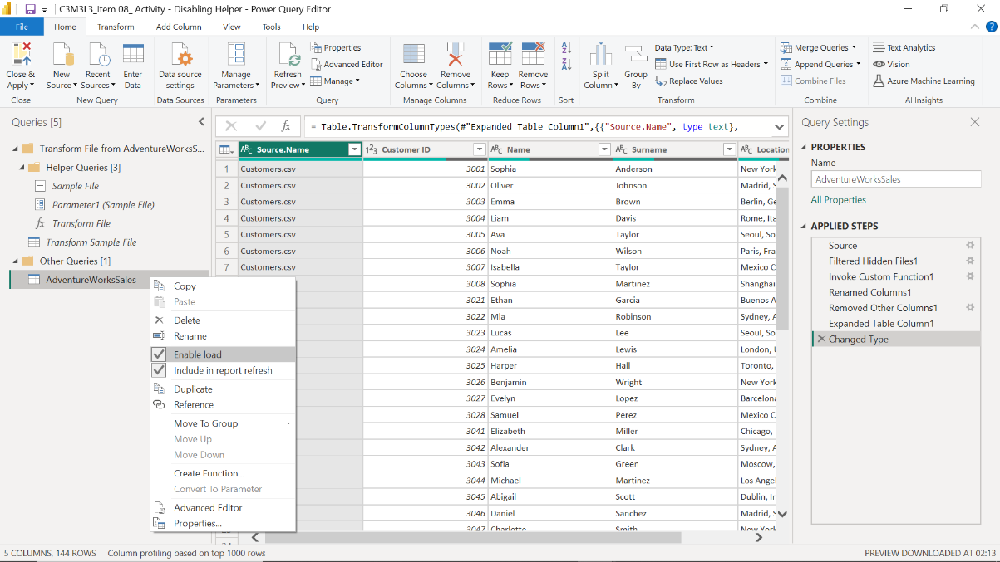 C3M3L3_Item 08_ Activity - Disabling Helper - Power Query Editor
File Home Transform Add Column View Tools Help
Close & Apply
New Source
Recent Sources
Enter Data
Data source settings
Manage Parameters
Refresh Preview
Properties
Advanced Editor
Manage
Choose Columns
Remove Columns
Keep Rows
Remove Rows
Split Column
Group By
Data Type: Text
Use First Row as Headers
Replace Values
Merge Queries
Append Queries
Combine Files
Text Analytics
Vision
Azure Machine Learning
Close New Query Data Sources Parameters Query Manage Columns Reduce Rows Sort Transform Combine AI Insights
Queries [5]
Transform File from AdventureWorksS...
Helper Queries [3]
Sample File
Parameter1 (Sample File)
fx Transform File
Transform Sample File
Other Queries [1]
AdventureWorksSales
Copy
Paste
Delete
Rename
Enable load
Include in report refresh
Duplicate
Reference
Move To Group
Move Up
Move Down
Create Function...
Convert To Parameter
Advanced Editor
Properties...
fx = Table.TransformColumnTypes(#"Expanded Table Column1",{{"Source.Name", type text},
ABC Source.Name 123 Customer ID ABC Name ABC Surname ABC Location
1 Customers.csv 3001 Sophia Anderson New York
2 Customers.csv 3002 Oliver Johnson Madrid, S
3 Customers.csv 3003 Emma Brown Berlin, Ge
4 Customers.csv 3004 Liam Davis Rome, Ita
5 Customers.csv 3005 Ava Taylor Seoul, So
6 Customers.csv 3006 Noah Wilson Paris, Fra
7 Customers.csv 3007 Isabella Taylor Mexico C
3008 Sophia Martinez Shanghai,
3021 Ethan Garcia Buenos A
3022 Mia Robinson Sydney, A
3023 Lucas Lee Seoul, So
3024 Amelia Lewis London, U
3025 Harper Hall Toronto,
3026 Benjamin Wright New York
3027 Evelyn Lopez Barcelona
3028 Samuel Perez Mexico C
3041 Elizabeth Miller Chicago,
3042 Alexander Clark Sydney, A
3043 Sofia Green Moscow,
3044 Michael Martinez Los Angel
3045 Abigail Scott Dublin, Ir
3046 Daniel Sanchez Madrid, S
3047 Charlotte Smith New York
Query Settings
PROPERTIES
Name
AdventureWorksSales
All Properties
APPLIED STEPS
Source
Filtered Hidden Files1
Invoke Custom Function1
Renamed Columns1
Removed Other Columns1
Expanded Table Column1
Changed Type
5 COLUMNS, 144 ROWS Column profiling based on top 1000 rows PREVIEW DOWNLOADED AT 02:13